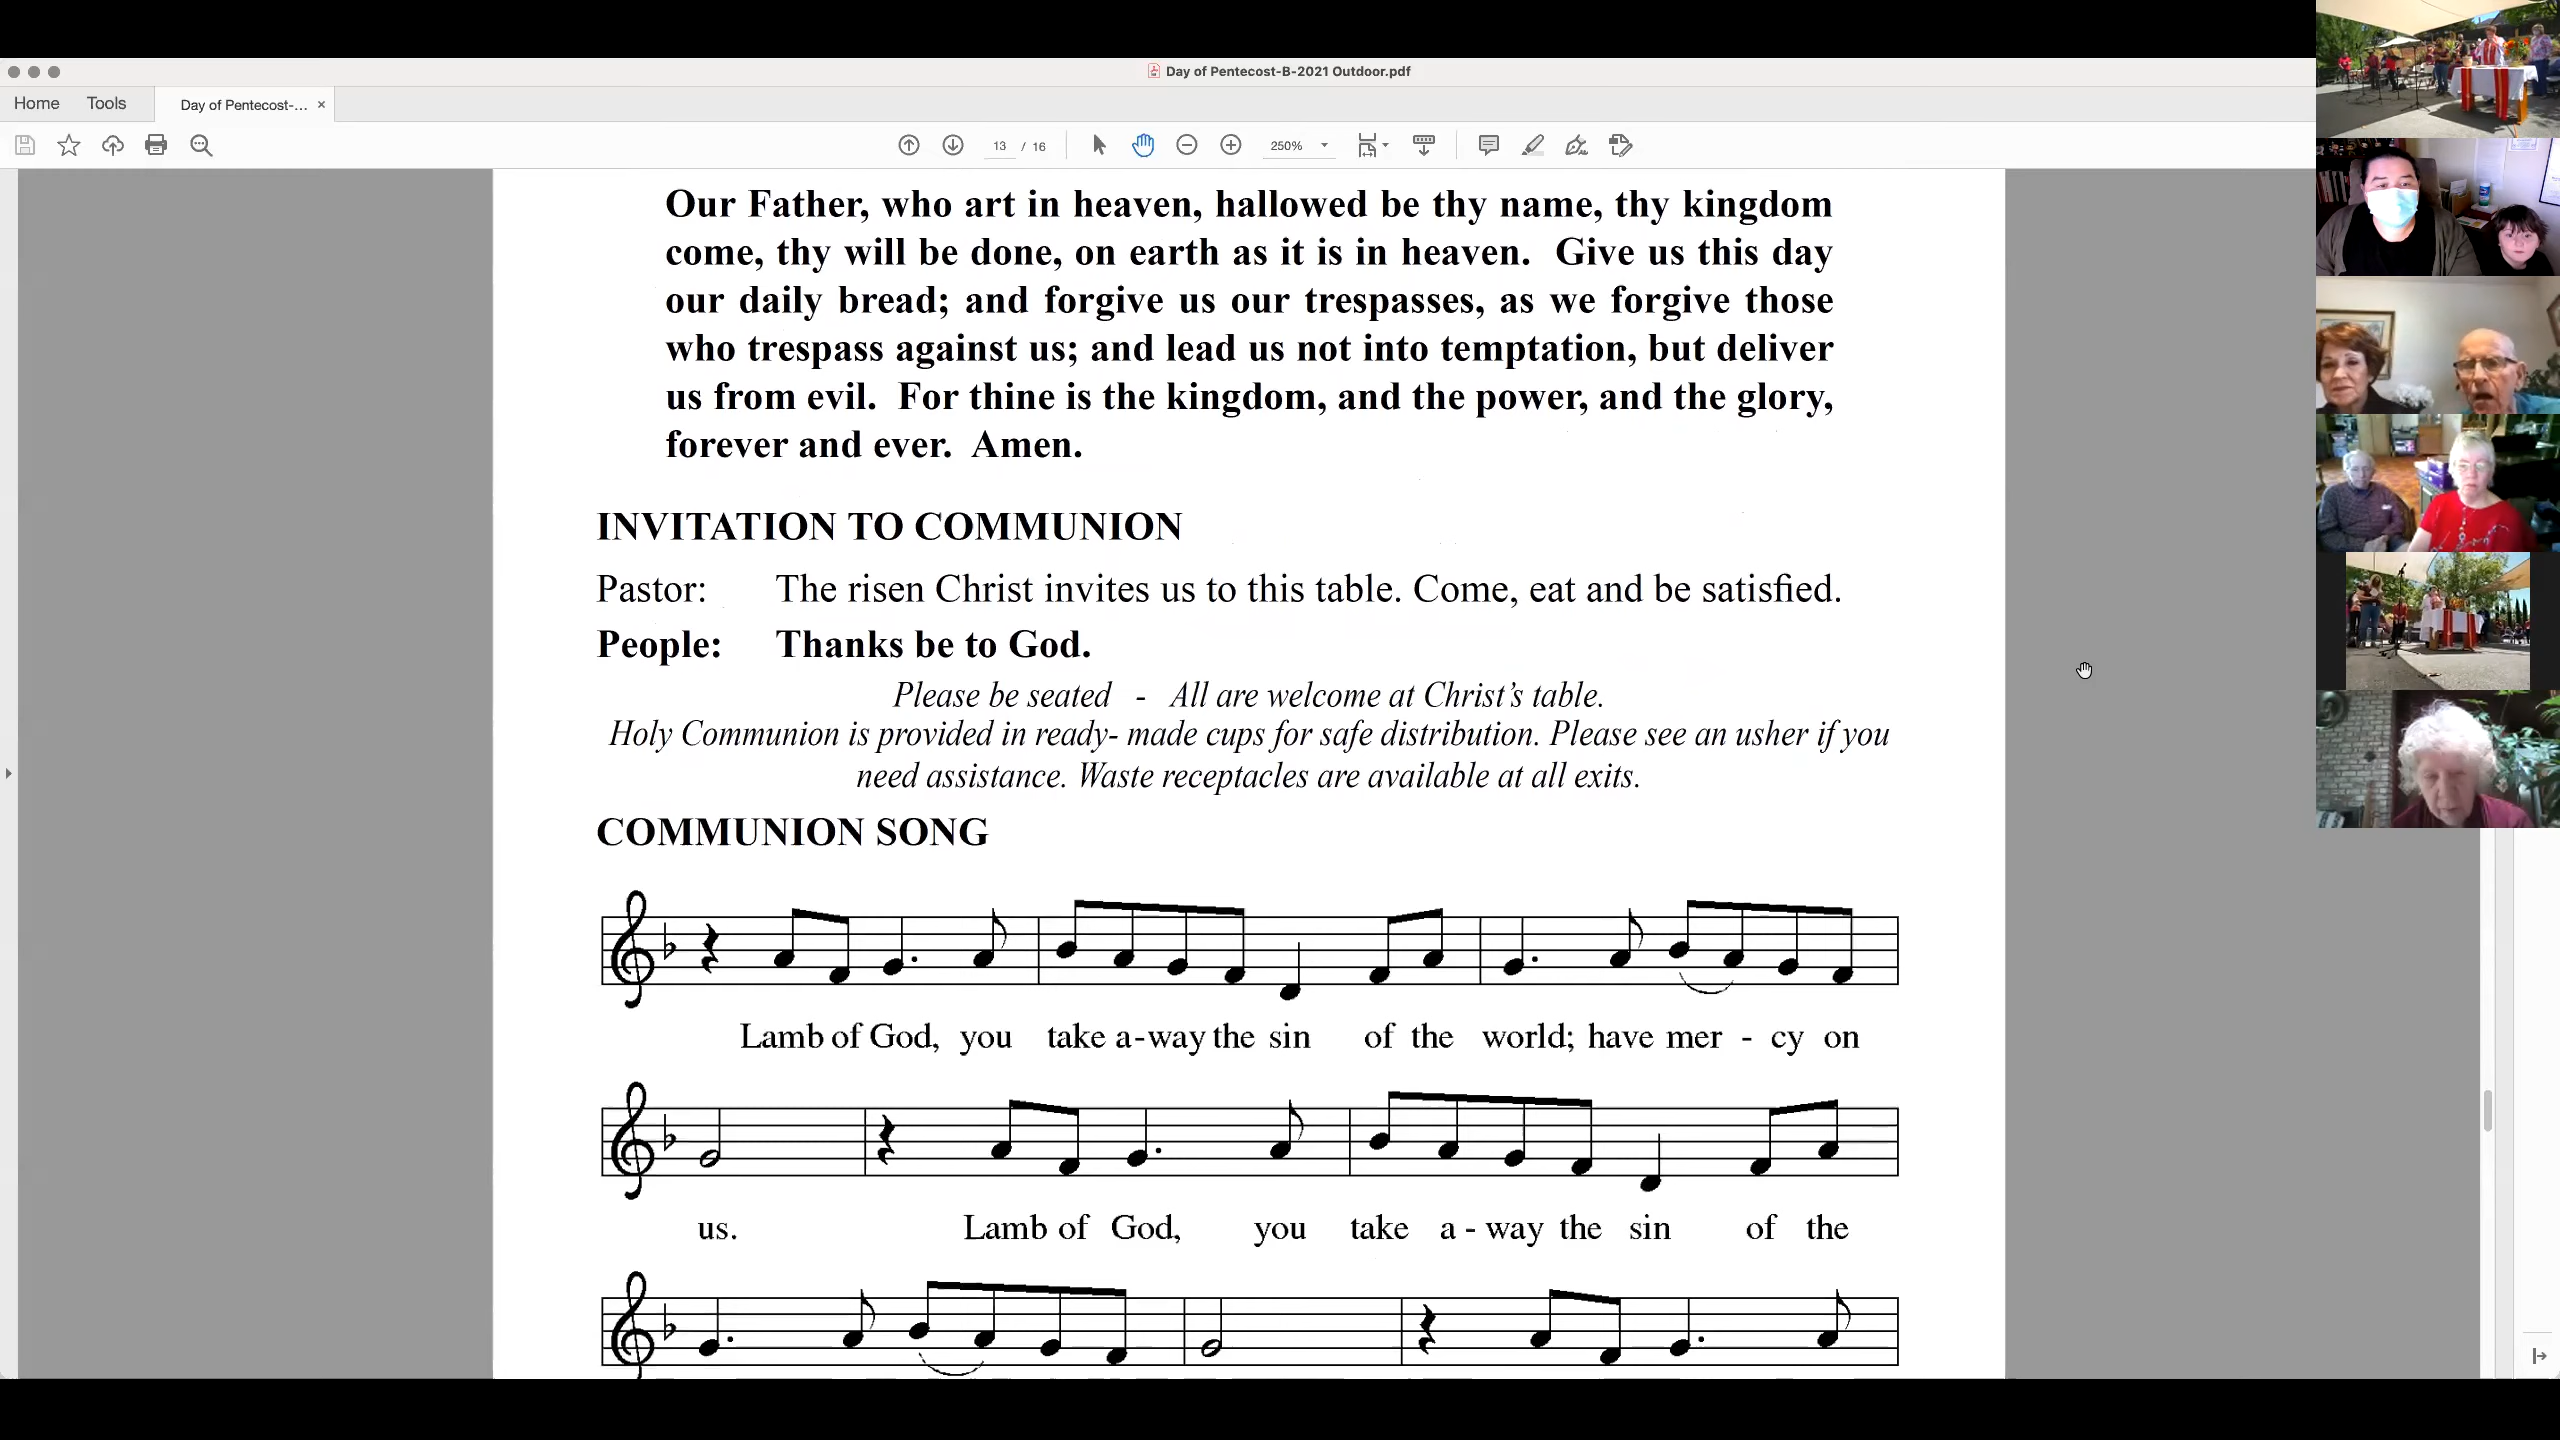 Day of Pentecost-B-2021 Outdoor.pdf
Home Tools Day of Pentecost-... ×
13 / 16 250%
Our Father, who art in heaven, hallowed be thy name, thy kingdom
come, thy will be done, on earth as it is in heaven. Give us this day
our daily bread; and forgive us our trespasses, as we forgive those
who trespass against us; and lead us not into temptation, but deliver
us from evil. For thine is the kingdom, and the power, and the glory,
forever and ever. Amen.
INVITATION TO COMMUNION
Pastor: The risen Christ invites us to this table. Come, eat and be satisfied.
People: Thanks be to God.
Please be seated - All are welcome at Christ’s table.
Holy Communion is provided in ready- made cups for safe distribution. Please see an usher if you
need assistance. Waste receptacles are available at all exits.
COMMUNION SONG
Lamb of God, you take a-way the sin of the world; have mer - cy on
us. Lamb of God, you take a - way the sin of the